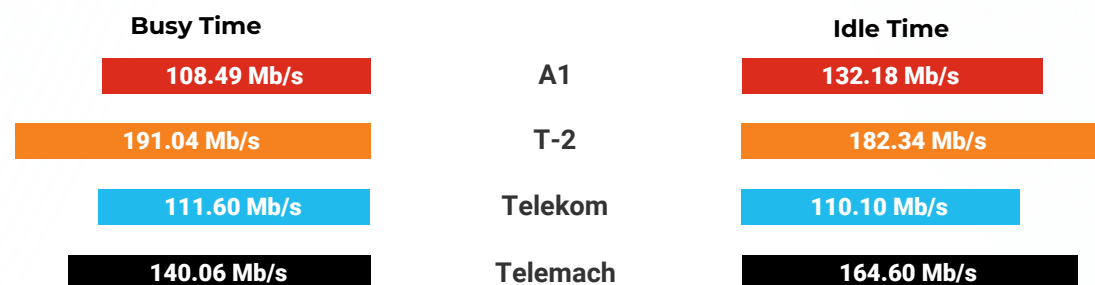 Busy Time
Idle Time
108.49 Mb/s
A1
132.18 Mb/s
191.04 Mb/s
T-2
182.34 Mb/s
111.60 Mb/s
Telekom
110.10 Mb/s
140.06 Mb/s
Telemach
164.60 Mb/s